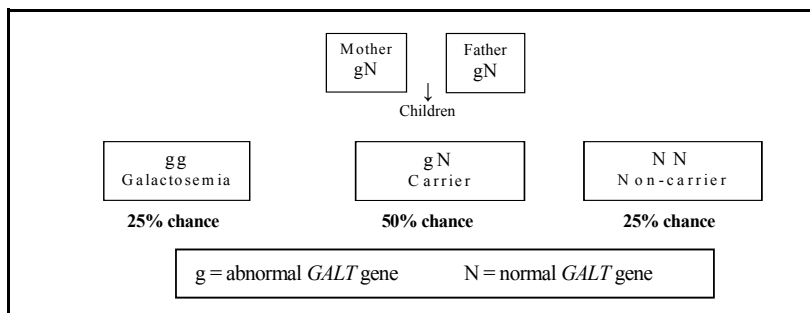 Mother Father
gN gN
↓
Children
gg gN NN
Galactosemia Carrier Non-carrier
25% chance 50% chance 25% chance
g = abnormal GALT gene N = normal GALT gene